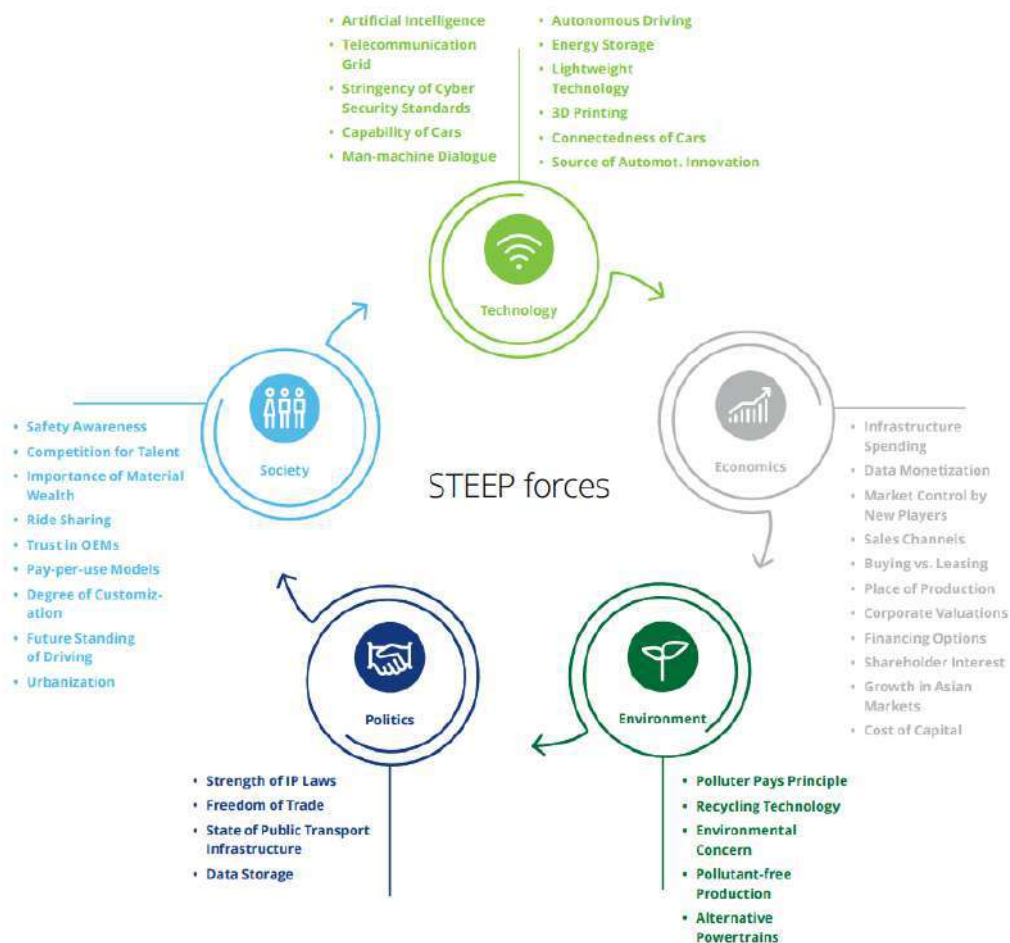 • Artificial Intelligence
• Telecommunication
Grid
• Stringency of Cyber
Security Standards
• Capability of Cars
• Man-machine Dialogue
• Autonomous Driving
• Energy Storage
• Lightweight
Technology
• 3D Printing
• Connectedness of Cars
• Source of Automot. Innovation
Technology
• Safety Awareness
• Competition for Talent
• Importance of Material
Wealth
• Ride Sharing
• Trust in OEMs
• Pay-per-use Models
• Degree of Customiz-
ation
• Future Standing
of Driving
• Urbanization
Society
STEEP forces
Economics
• Infrastructure
Spending
• Data Monetization
• Market Control by
New Players
• Sales Channels
• Buying vs. Leasing
• Place of Production
• Corporate Valuations
• Financing Options
• Shareholder Interest
• Growth in Asian
Markets
• Cost of Capital
Politics
• Strength of IP Laws
• Freedom of Trade
• State of Public Transport
Infrastructure
• Data Storage
Environment
• Polluter Pays Principle
• Recycling Technology
• Environmental
Concern
• Pollutant-free
Production
• Alternative
Powertrains